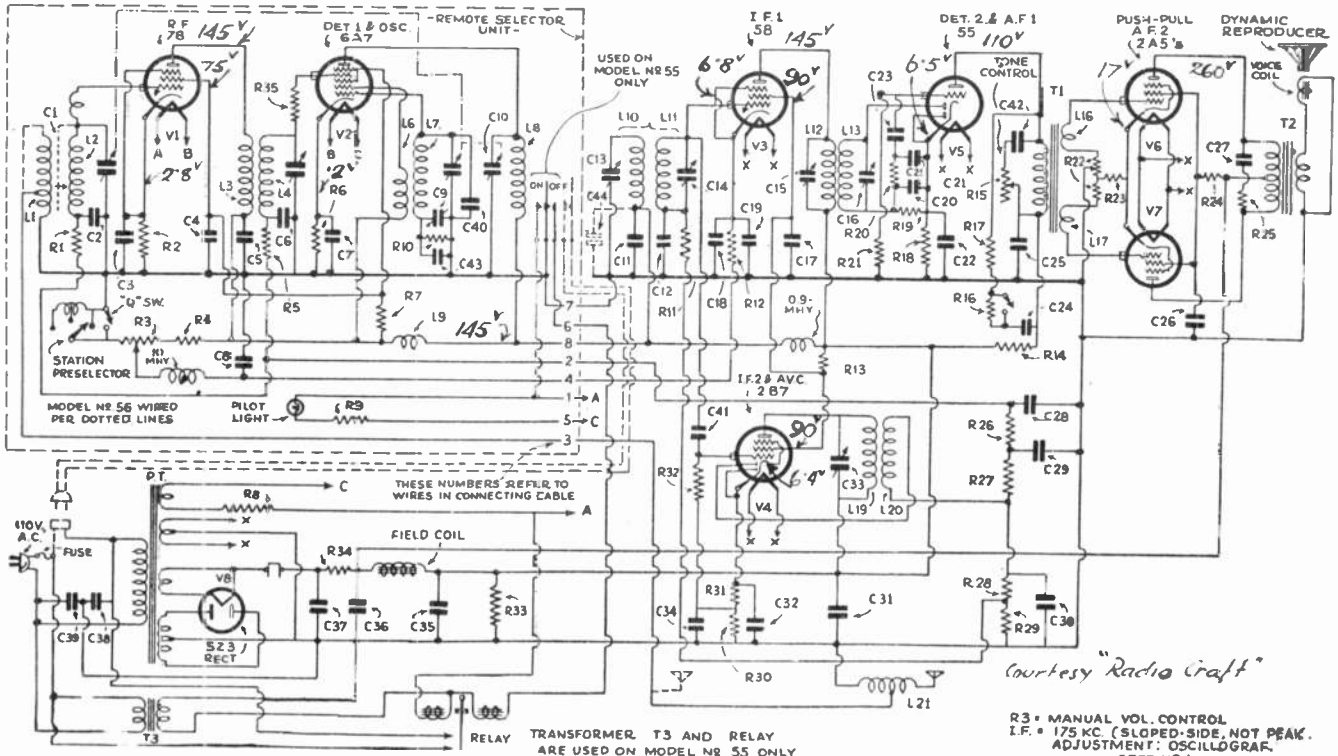 R.F
78
145V
75V
DET 1 & OSC.
6A7
-REMOTE SELECTOR
UNIT-
USED ON
MODEL Nº 55
ONLY
I.F.1
58
145V
6.8V
90V
DET. 2 & A.F.1
55
110V
6.5V
TONE
CONTROL
PUSH-PULL
A F.2
2A5's
17V
260V
DYNAMIC
REPRODUCER
VOICE
COIL
C1
L2
L1
V1
A
B
2.8V
R35
V2
B
A
2V
R6
L6
L7
C10
L8
C9
R10
C43
C40
ON
OFF
L3
L4
R1
C2
C3
R2
C4
C5
C6
C7
R5
R7
L9
145V
C13
C44
L10
L11
C11
C12
R11
C14
C18
V3
X X
C19
R12
C15
C17
L12
L13
C23
C16
R20
R21
R19
R18
C20
C21
C22
V5
X X
C42
R15
R17
C25
R16
C24
R14
T1
L16
R22
R23
L17
V6
X
X
V7
R24
C27
R25
C26
T2
0.9-
MHY
R13
"Q" SW.
R3
R4
STATION
PRESELECTOR
MHY
C8
7
6
8
2
4
1
A
5
C
3
MODEL Nº 56 WIRED
PER DOTTED LINES
PILOT
LIGHT
R9
THESE NUMBERS REFER TO
WIRES IN CONNECTING CABLE
I.F.2 & AVC.
2B7
90V
6.4V
V4
X X
C41
R32
C33
L19
L20
R26
C28
C29
R27
R28
R29
C30
R31
R30
C32
C34
C31
L21
110V.
A.C.
FUSE
P.T.
C
R8
A
X
X
V8
5Z3
RECT
C39
C38
R34
FIELD COIL
C37
C36
C35
R33
T3
RELAY
TRANSFORMER T3 AND RELAY
ARE USED ON MODEL Nº 55 ONLY
Courtesy "Radio Craft"
R3 = MANUAL VOL. CONTROL
I.F. = 175 KC. (SLOPED-SIDE, NOT PEAK.
ADJUSTMENT; OSCILLOGRAF.